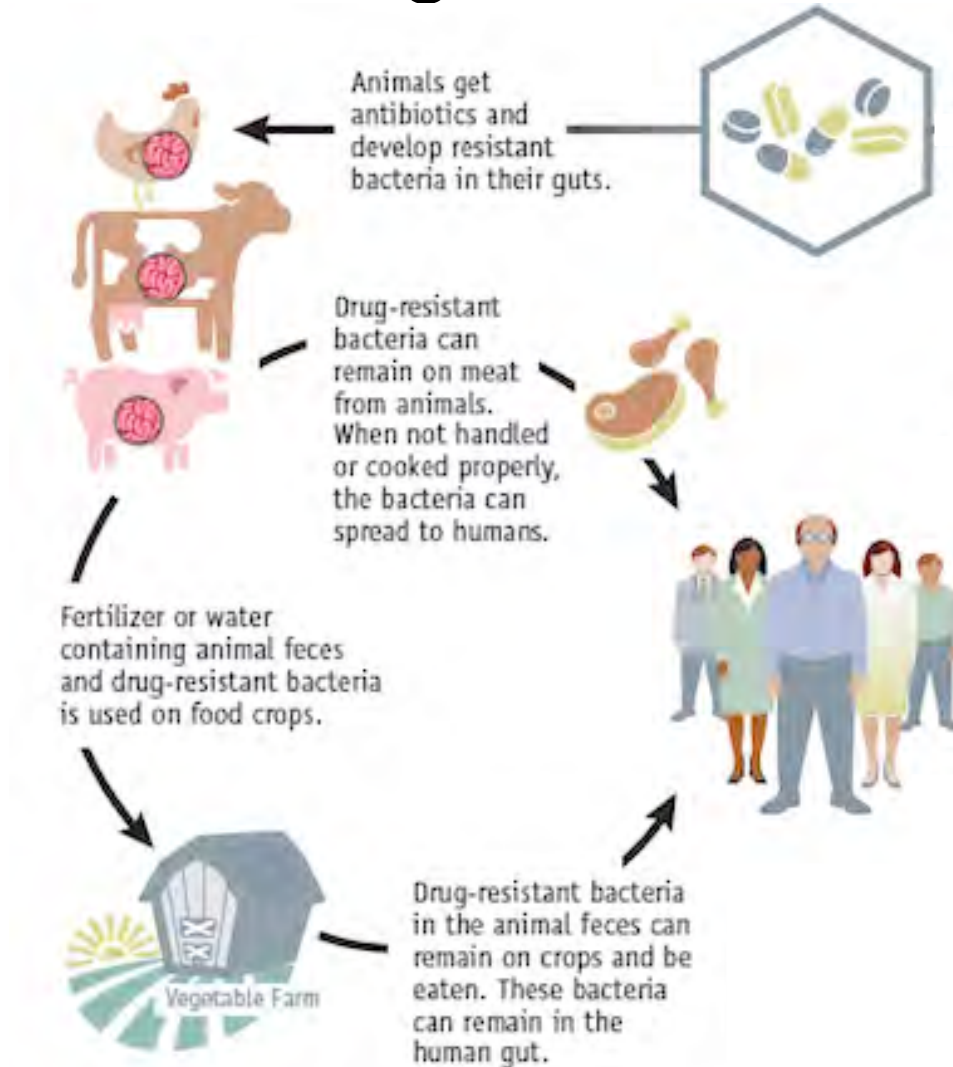 Animals get
antibiotics and
develop resistant
bacteria in their guts.
Drug-resistant
bacteria can
remain on meat
from animals.
When not handled
or cooked properly,
the bacteria can
spread to humans.
Fertilizer or water
containing animal feces
and drug-resistant bacteria
is used on food crops.
Vegetable Farm
Drug-resistant bacteria
in the animal feces can
remain on crops and be
eaten. These bacteria
can remain in the
human gut.